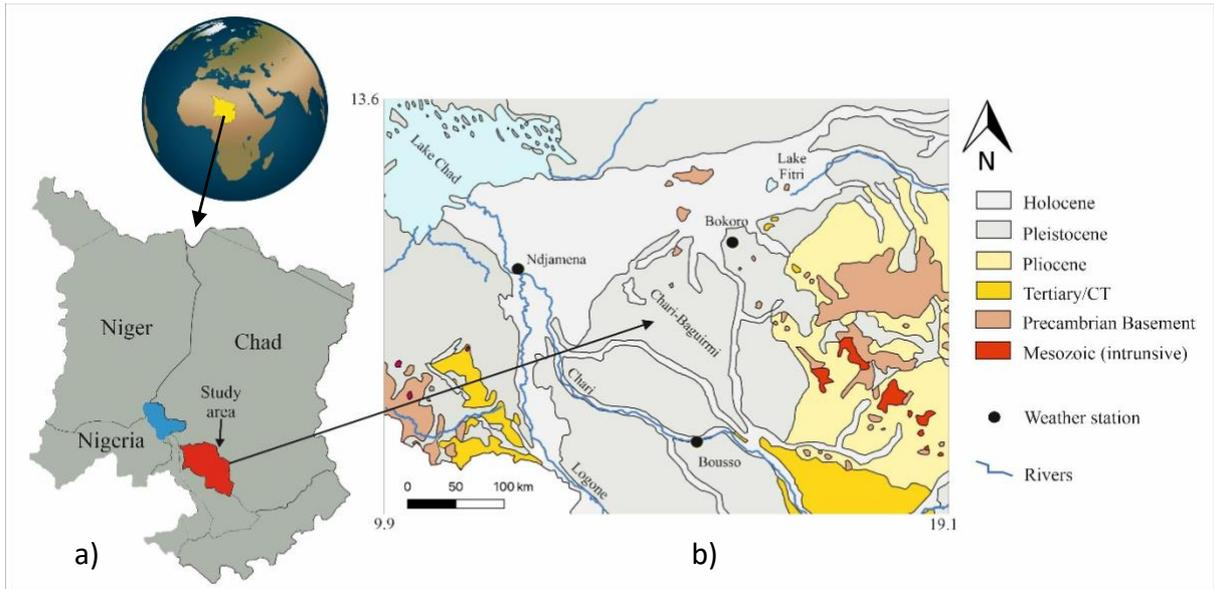 Niger
Chad
Study
area
Nigeria
a)
13.6
Lake Chad
Lake
Fitri
Bokoro
Ndjamena
Chari-Baguirmi
Chari
Bousso
Logone
0 50 100 km
9.9
19.1
b)
N
Holocene
Pleistocene
Pliocene
Tertiary/CT
Precambrian Basement
Mesozoic (intrunsive)
Weather station
Rivers